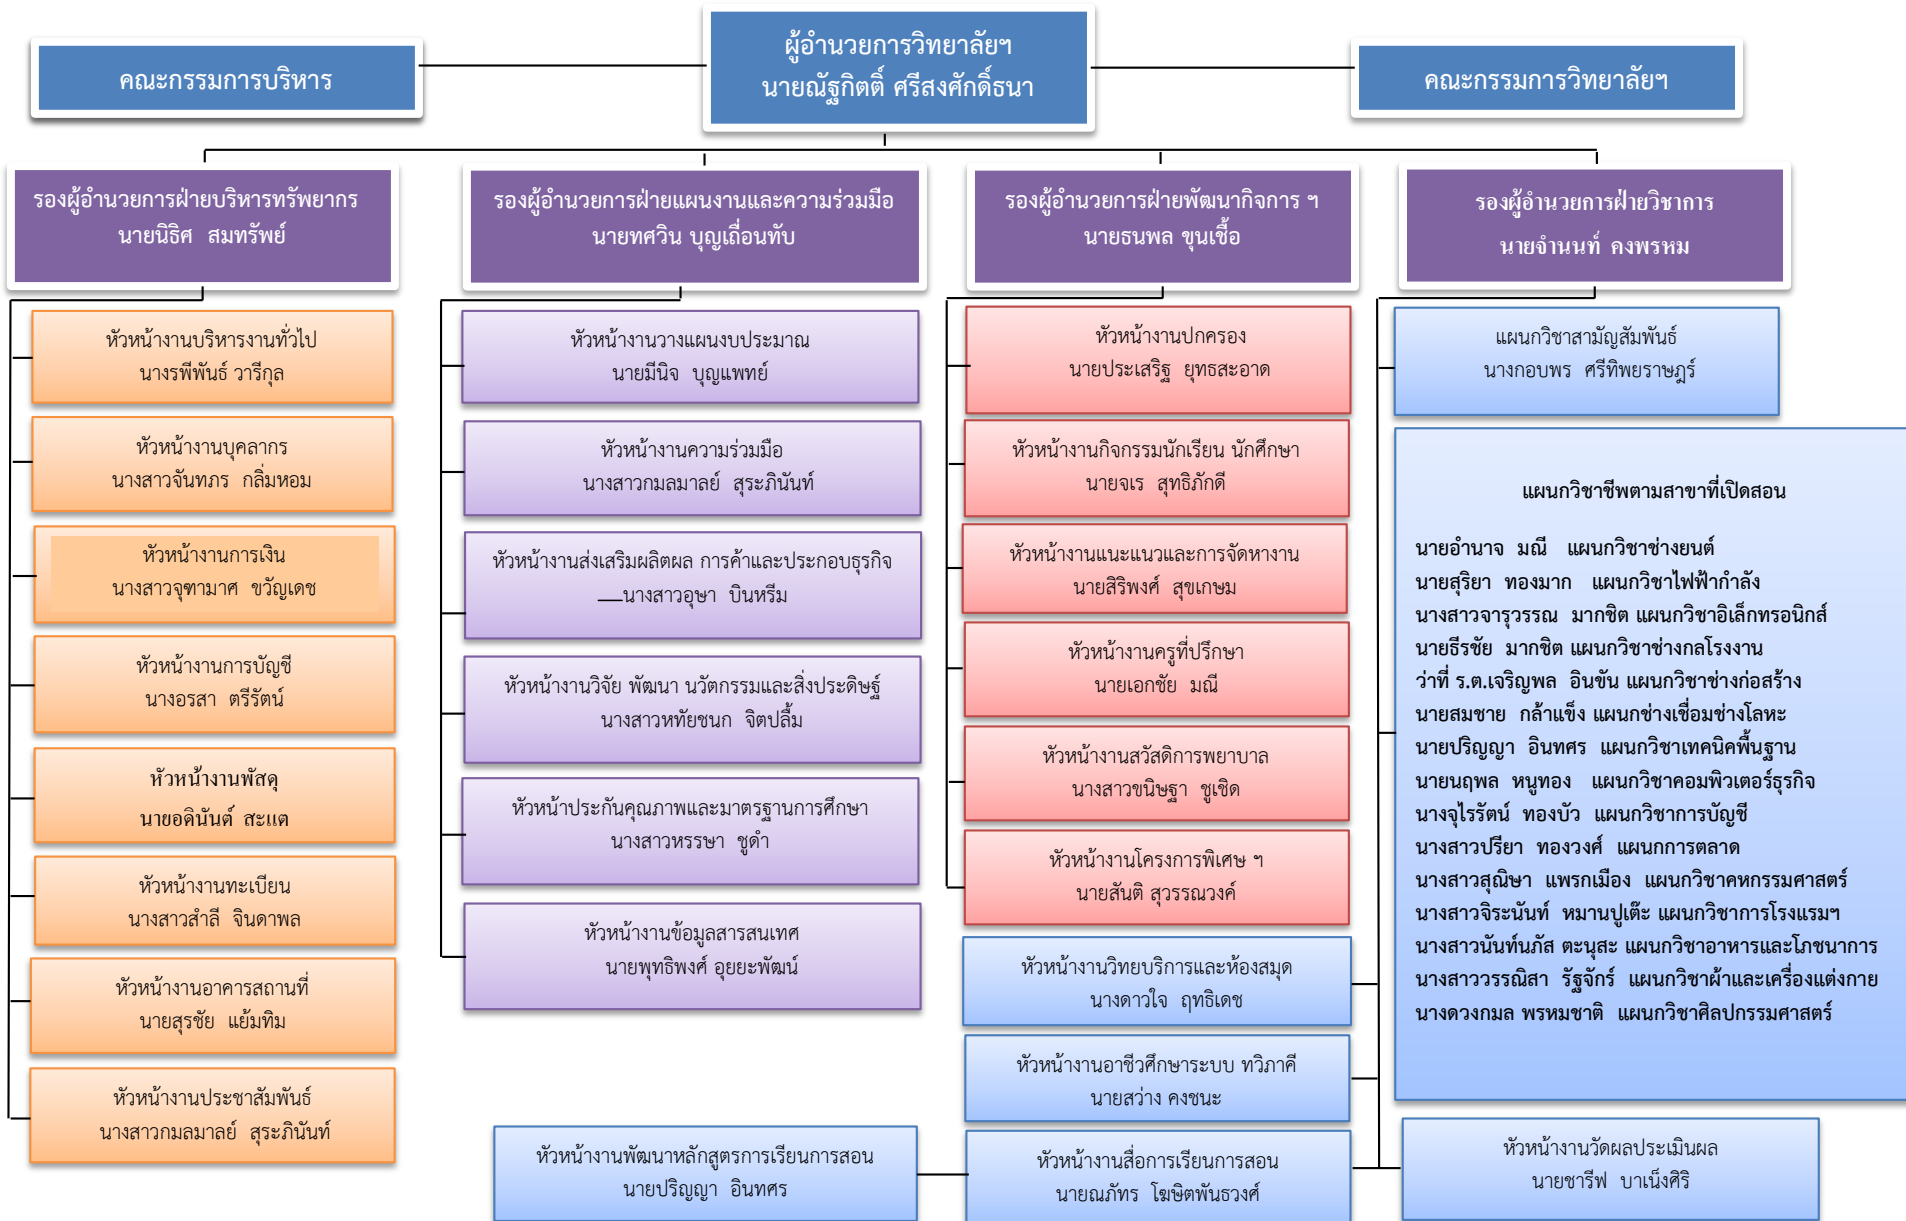 ผู้อำนวยการวิทยาลัยฯ
นายณัฐกิตติ์ ศรีสงศักดิ์ธนา
คณะกรรมการบริหาร
คณะกรรมการวิทยาลัยฯ
รองผู้อำนวยการฝ่ายบริหารทรัพยากร
นายนิธิศ สมทรัพย์
รองผู้อำนวยการฝ่ายแผนงานและความร่วมมือ
นายทศวิน บุญเถื่อนทับ
รองผู้อำนวยการฝ่ายพัฒนากิจการ ฯ
นายธนพล ขุนเชื้อ
รองผู้อำนวยการฝ่ายวิชาการ
นายจำนนท์ คงพรหม
หัวหน้างานบริหารงานทั่วไป
นางรพีพันธ์ วารีกุล
หัวหน้างานบุคลากร
นางสาวจันทภร กลิ่มหอม
หัวหน้างานการเงิน
นางสาวจุฑามาศ ขวัญเดช
หัวหน้างานการบัญชี
นางอรสา ตรีรัตน์
หัวหน้างานพัสดุ
นายอดินันต์ สะแต
หัวหน้างานทะเบียน
นางสาวสำลี จินดาพล
หัวหน้างานอาคารสถานที่
นายสุรชัย แย้มทิม
หัวหน้างานประชาสัมพันธ์
นางสาวกมลมาลย์ สุระภินันท์
หัวหน้างานวางแผนงบประมาณ
นายมีนิจ บุญแพทย์
หัวหน้างานความร่วมมือ
นางสาวกมลมาลย์ สุระภินันท์
หัวหน้างานส่งเสริมผลิตผล การค้าและประกอบธุรกิจ
นางสาวอุษา บินหรีม
หัวหน้างานวิจัย พัฒนา นวัตกรรมและสิ่งประดิษฐ์
นางสาวหทัยชนก จิตปลื้ม
หัวหน้าประกันคุณภาพและมาตรฐานการศึกษา
นางสาวหรรษา ชูดำ
หัวหน้างานข้อมูลสารสนเทศ
นายพุทธิพงศ์ อุยยะพัฒน์
หัวหน้างานปกครอง
นายประเสริฐ ยุทธสะอาด
หัวหน้างานกิจกรรมนักเรียน นักศึกษา
นายจเร สุทธิภักดี
หัวหน้างานแนะแนวและการจัดหางาน
นายสิริพงศ์ สุขเกษม
หัวหน้างานครูที่ปรึกษา
นายเอกชัย มณี
หัวหน้างานสวัสดิการพยาบาล
นางสาวขนิษฐา ชูเชิด
หัวหน้างานโครงการพิเศษ ฯ
นายสันติ สุวรรณวงค์
หัวหน้างานวิทยบริการและห้องสมุด
นางดาวใจ ฤทธิเดช
หัวหน้างานอาชีวศึกษาระบบ ทวิภาคี
นายสว่าง คงชนะ
หัวหน้างานพัฒนาหลักสูตรการเรียนการสอน
นายปริญญา อินทศร
หัวหน้างานสื่อการเรียนการสอน
นายณภัทร โฆษิตพันธวงศ์
แผนกวิชาสามัญสัมพันธ์
นางกอบพร ศรีทิพยราษฎร์
แผนกวิชาชีพตามสาขาที่เปิดสอน
นายอำนาจ มณี แผนกวิชาช่างยนต์
นายสุริยา ทองมาก แผนกวิชาไฟฟ้ากำลัง
นางสาวจารุวรรณ มากชิต แผนกวิชาอิเล็กทรอนิกส์
นายธีรชัย มากชิต แผนกวิชาช่างกลโรงงาน
ว่าที่ ร.ต.เจริญพล อินขัน แผนกวิชาช่างก่อสร้าง
นายสมชาย กล้าแข็ง แผนกช่างเชื่อมช่างโลหะ
นายปริญญา อินทศร แผนกวิชาเทคนิคพื้นฐาน
นายนฤพล หนูทอง แผนกวิชาคอมพิวเตอร์ธุรกิจ
นางจุไรรัตน์ ทองบัว แผนกวิชาการบัญชี
นางสาวปรียา ทองวงศ์ แผนกการตลาด
นางสาวสุณิษา แพรกเมือง แผนกวิชาคหกรรมศาสตร์
นางสาวจิระนันท์ หมานปูเต๊ะ แผนกวิชาการโรงแรมฯ
นางสาวนันท์นภัส ตะนุสะ แผนกวิชาอาหารและโภชนาการ
นางสาววรรณิสา รัฐจักร์ แผนกวิชาผ้าและเครื่องแต่งกาย
นางดวงกมล พรหมชาติ แผนกวิชาศิลปกรรมศาสตร์
หัวหน้างานวัดผลประเมินผล
นายชารีฟ บาเน็งศิริ